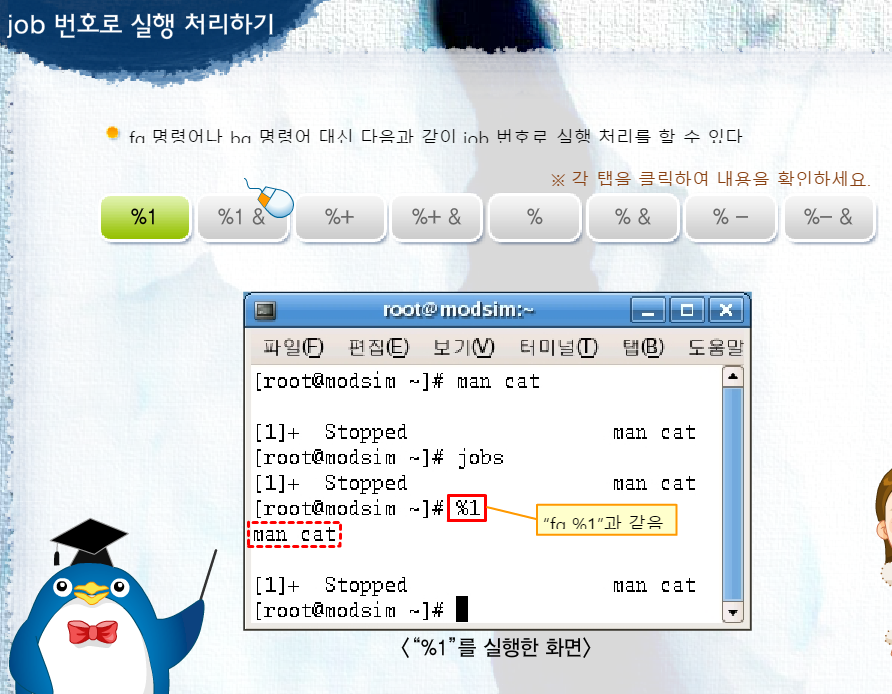 job 번호로 실행 처리하기
fg 명령어나 bg 명령어 대신 다음과 같이 job 번호로 실행 처리를 할 수 있다
※ 각 탭을 클릭하여 내용을 확인하세요.
%1 %1 & %+ %+ & % % & % - %- &
root@modsim:~
파일(F) 편집(E) 보기(V) 터미널(T) 탭(B) 도움말
[root@modsim ~]# man cat
[1]+ Stopped man cat
[root@modsim ~]# jobs
[1]+ Stopped man cat
[root@modsim ~]# %1
"fg %1"과 같음
man cat
[1]+ Stopped man cat
[root@modsim ~]#
〈“%1”를 실행한 화면〉